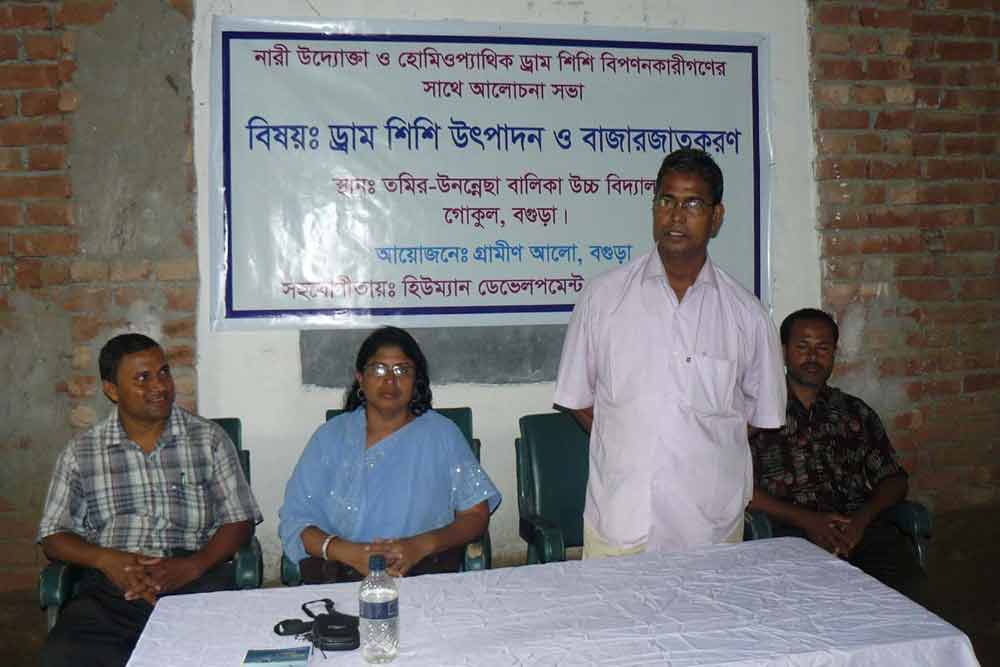 নারী উদ্যোক্তা ও হোমিওপ্যাথিক ড্রাম শিশি বিপণনকারীগণের
সাথে আলোচনা সভা
বিষয়ঃ ড্রাম শিশি উৎপাদন ও বাজারজাতকরণ
স্থানঃ তমির-উনন্নেছা বালিকা উচ্চ
গোকুল, বগুড়া।
আয়োজনেঃ গ্রামীণ আলো, বগুড়া
সহযোগীতায়ঃ হিউম্যান ডেভেলপমেন্ট